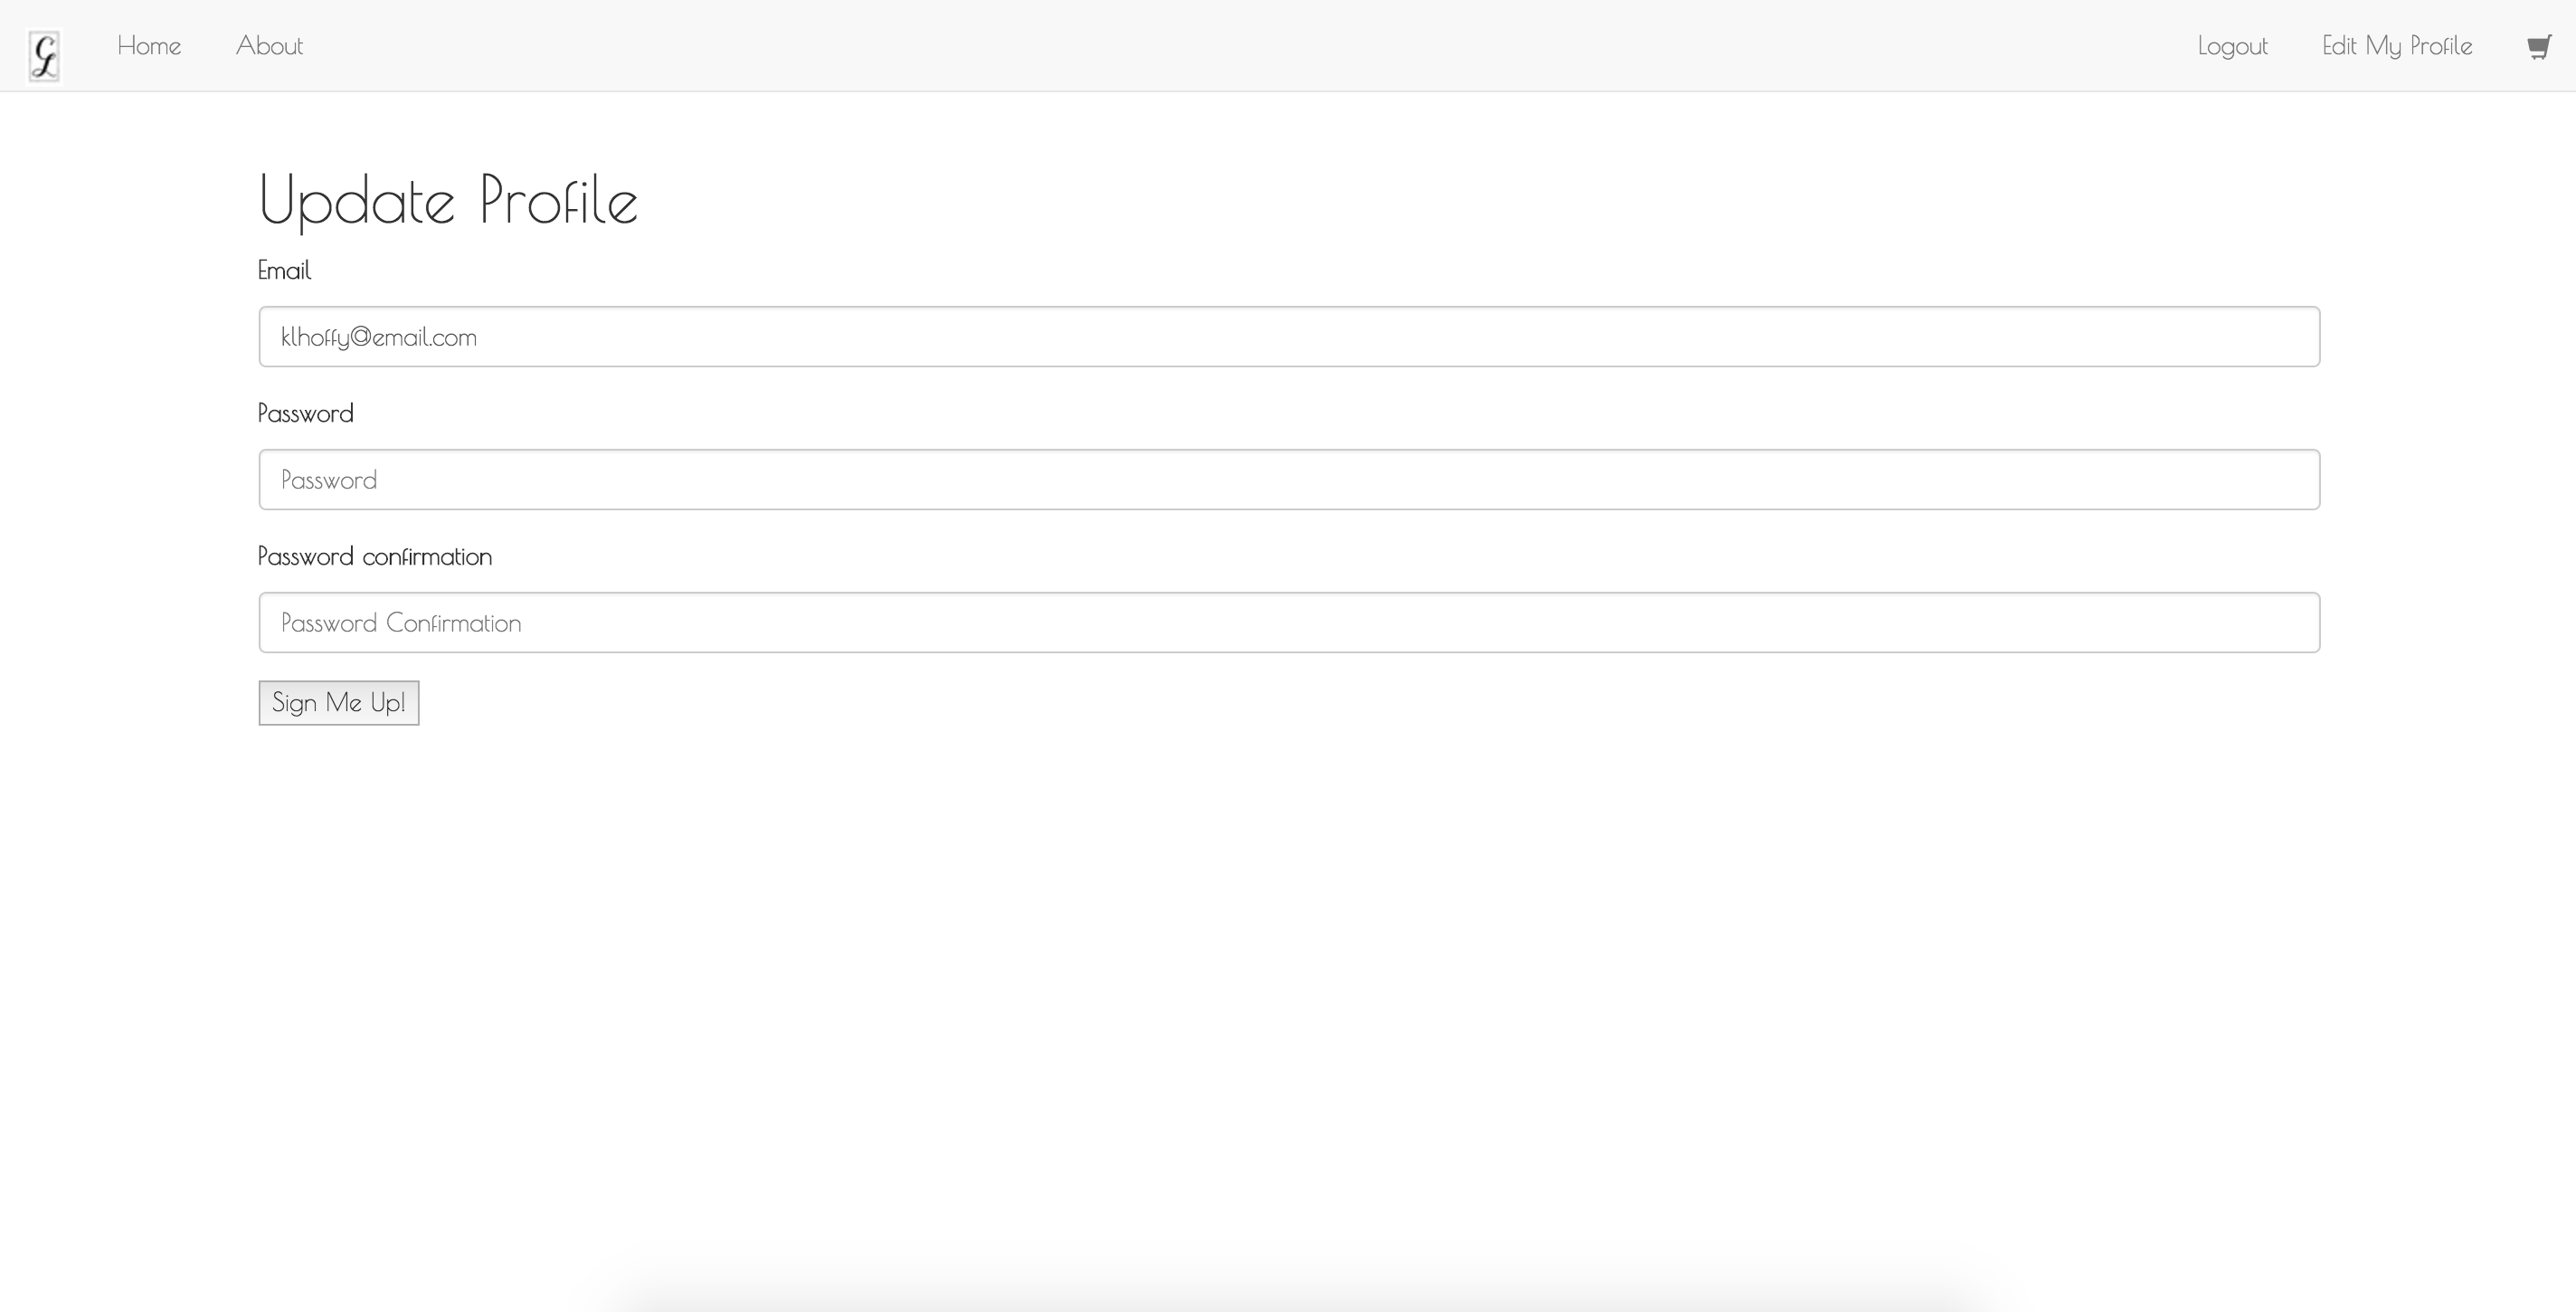 GL Home About Logout Edit My Profile
Update Profile
Email
klhoffy@email.com
Password
Password
Password confirmation
Password Confirmation
Sign Me Up!